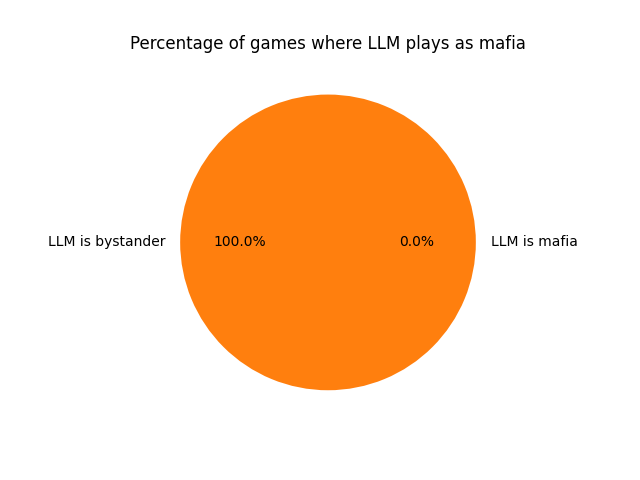 Percentage of games where LLM plays as mafia
LLM is bystander
100.0%
0.0%
LLM is mafia